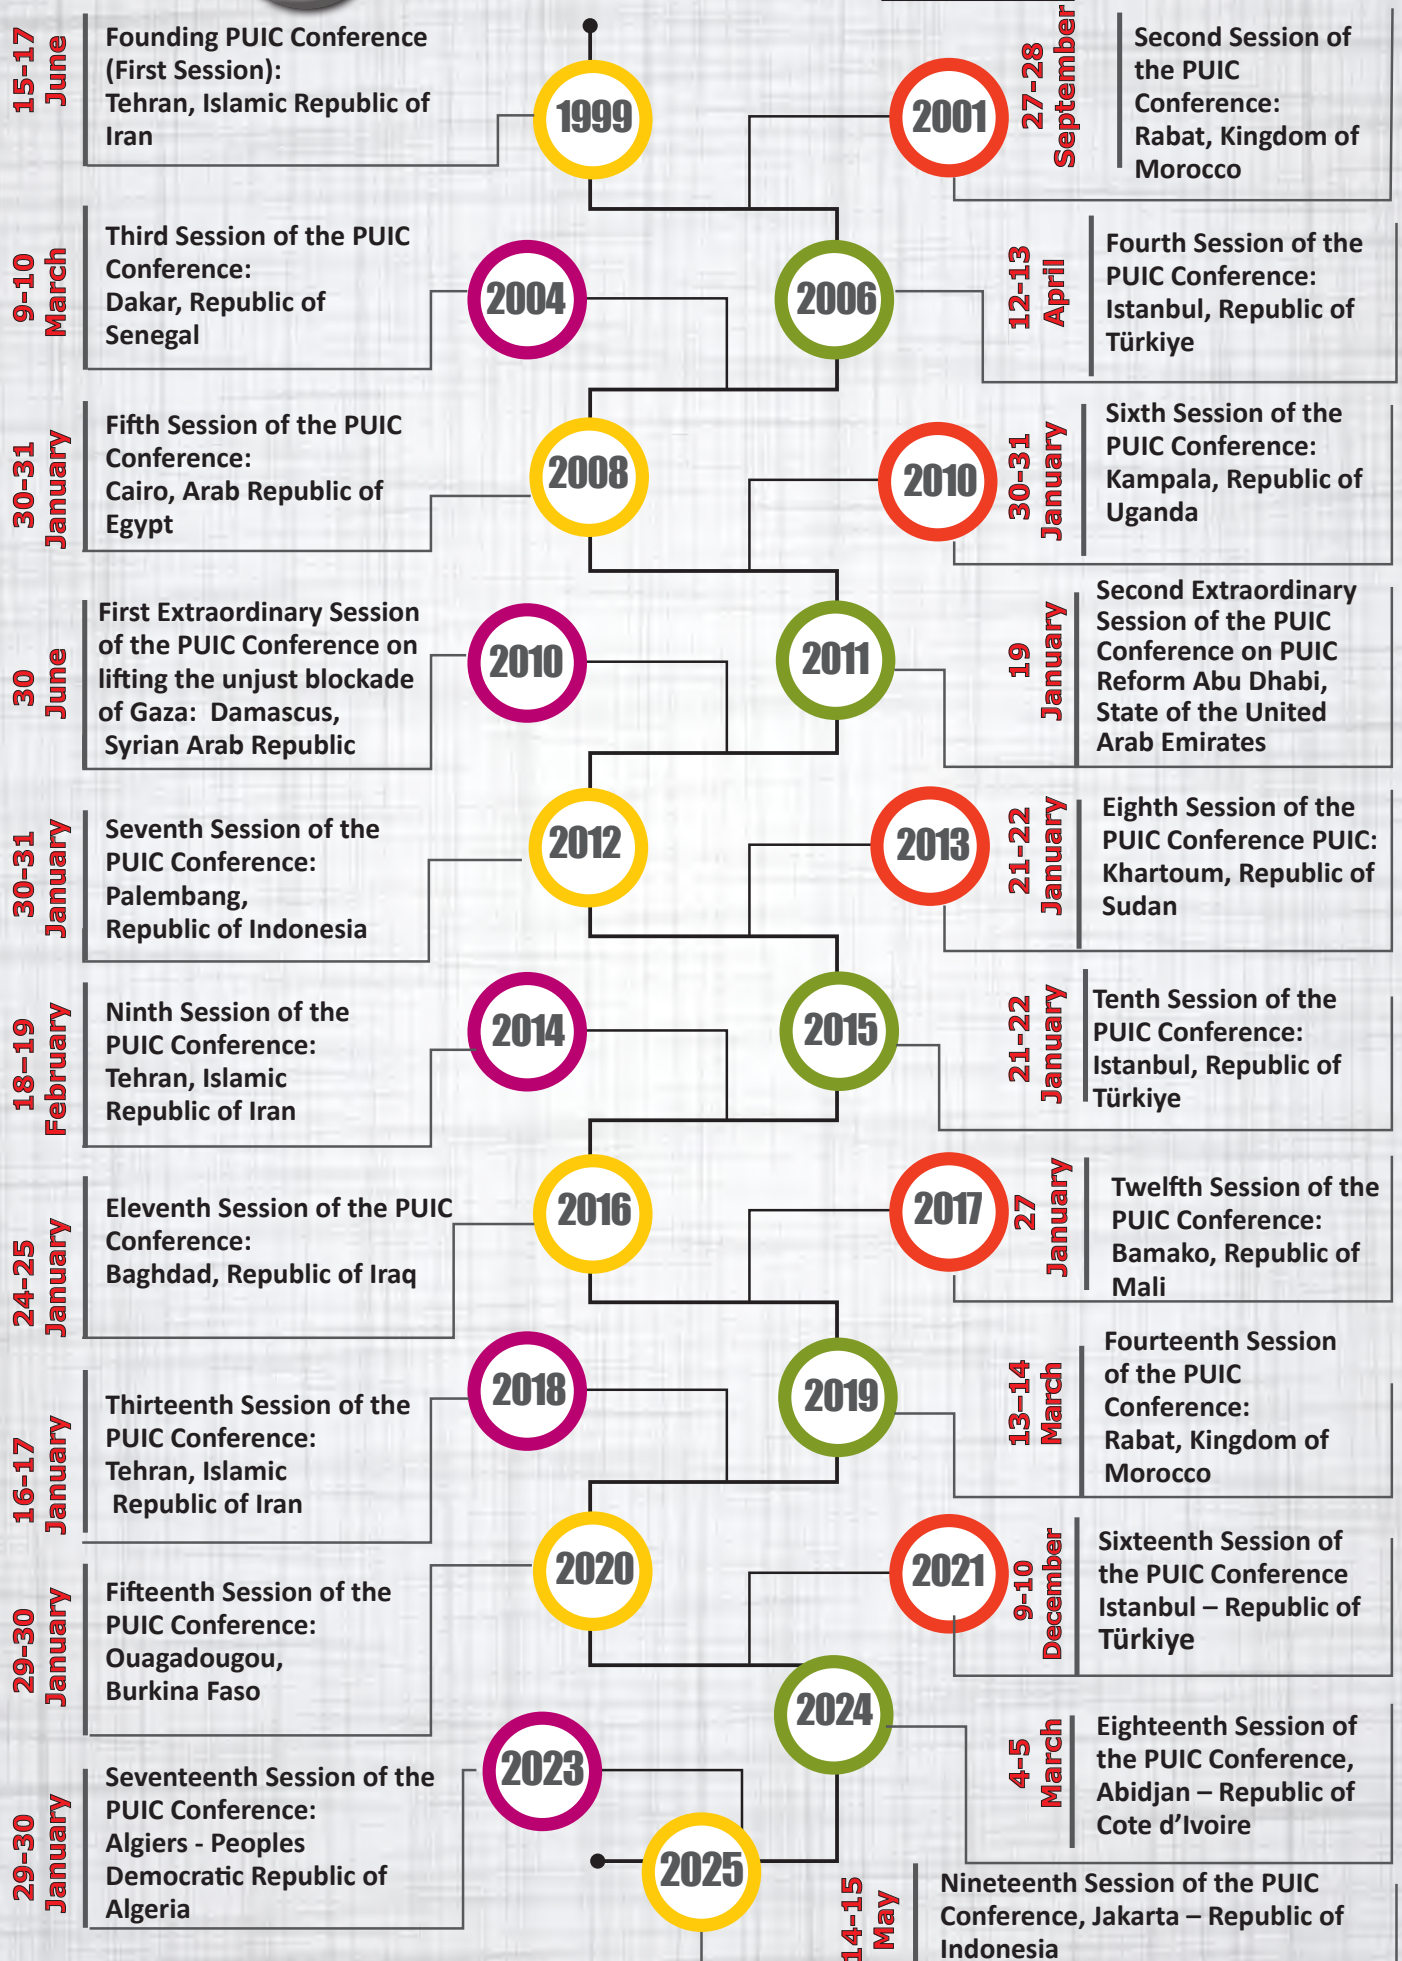 15-17
June
Founding PUIC Conference
(First Session):
Tehran, Islamic Republic of
Iran
1999
2001
27-28
September
Second Session of
the PUIC
Conference:
Rabat, Kingdom of
Morocco
9-10
March
Third Session of the PUIC
Conference:
Dakar, Republic of
Senegal
2004
2006
12-13
April
Fourth Session of the
PUIC Conference:
Istanbul, Republic of
Türkiye
30-31
January
Fifth Session of the PUIC
Conference:
Cairo, Arab Republic of
Egypt
2008
2010
30-31
January
Sixth Session of the
PUIC Conference:
Kampala, Republic of
Uganda
30
June
First Extraordinary Session
of the PUIC Conference on
lifting the unjust blockade
of Gaza: Damascus,
Syrian Arab Republic
2010
2011
19
January
Second Extraordinary
Session of the PUIC
Conference on PUIC
Reform Abu Dhabi,
State of the United
Arab Emirates
30-31
January
Seventh Session of the
PUIC Conference:
Palembang,
Republic of Indonesia
2012
2013
21-22
January
Eighth Session of the
PUIC Conference PUIC:
Khartoum, Republic of
Sudan
18-19
February
Ninth Session of the
PUIC Conference:
Tehran, Islamic
Republic of Iran
2014
2015
21-22
January
Tenth Session of the
PUIC Conference:
Istanbul, Republic of
Türkiye
24-25
January
Eleventh Session of the PUIC
Conference:
Baghdad, Republic of Iraq
2016
2017
27
January
Twelfth Session of the
PUIC Conference:
Bamako, Republic of
Mali
16-17
January
Thirteenth Session of the
PUIC Conference:
Tehran, Islamic
Republic of Iran
2018
2019
13-14
March
Fourteenth Session
of the PUIC
Conference:
Rabat, Kingdom of
Morocco
29-30
January
Fifteenth Session of the
PUIC Conference:
Ouagadougou,
Burkina Faso
2020
2021
9-10
December
Sixteenth Session of
the PUIC Conference
Istanbul – Republic of
Türkiye
29-30
January
Seventeenth Session of the
PUIC Conference:
Algiers - Peoples
Democratic Republic of
Algeria
2023
2024
4-5
March
Eighteenth Session of
the PUIC Conference,
Abidjan – Republic of
Cote d'Ivoire
2025
14-15
May
Nineteenth Session of the PUIC
Conference, Jakarta – Republic of
Indonesia